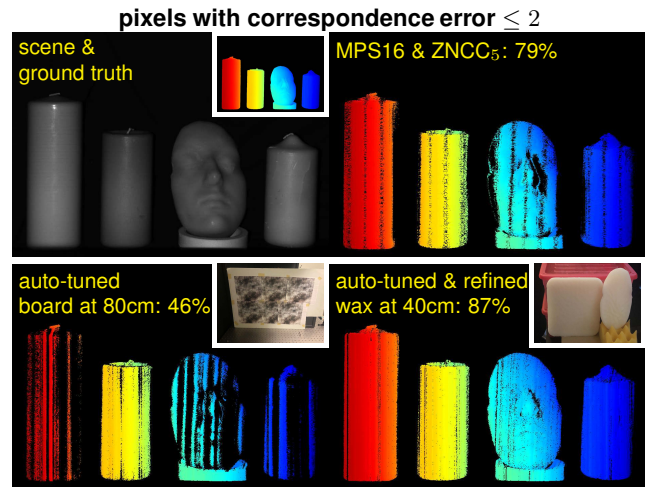 pixels with correspondence error ≤ 2
scene &
ground truth
MPS16 & ZNCC₅: 79%
auto-tuned
board at 80cm: 46%
auto-tuned & refined
wax at 40cm: 87%